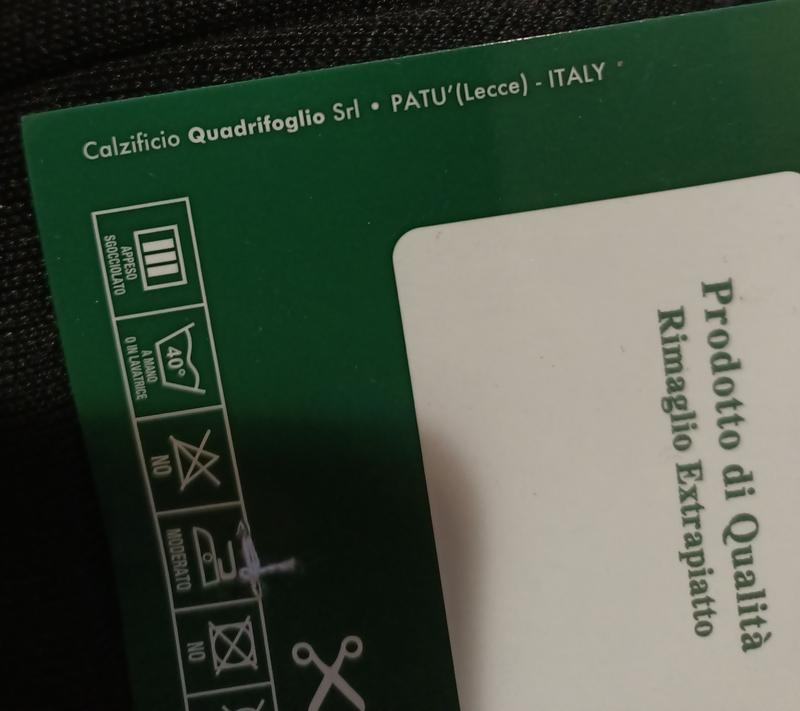 Calzificio Quadrifoglio Srl • PATU'(Lecce) - ITALY
APPESO
SGOCCIOLATO
40°
A MANO
O IN LAVATRICE
NO
MODERATO
NO
Prodotto di Qualità
Rimaglio Extrapiatto